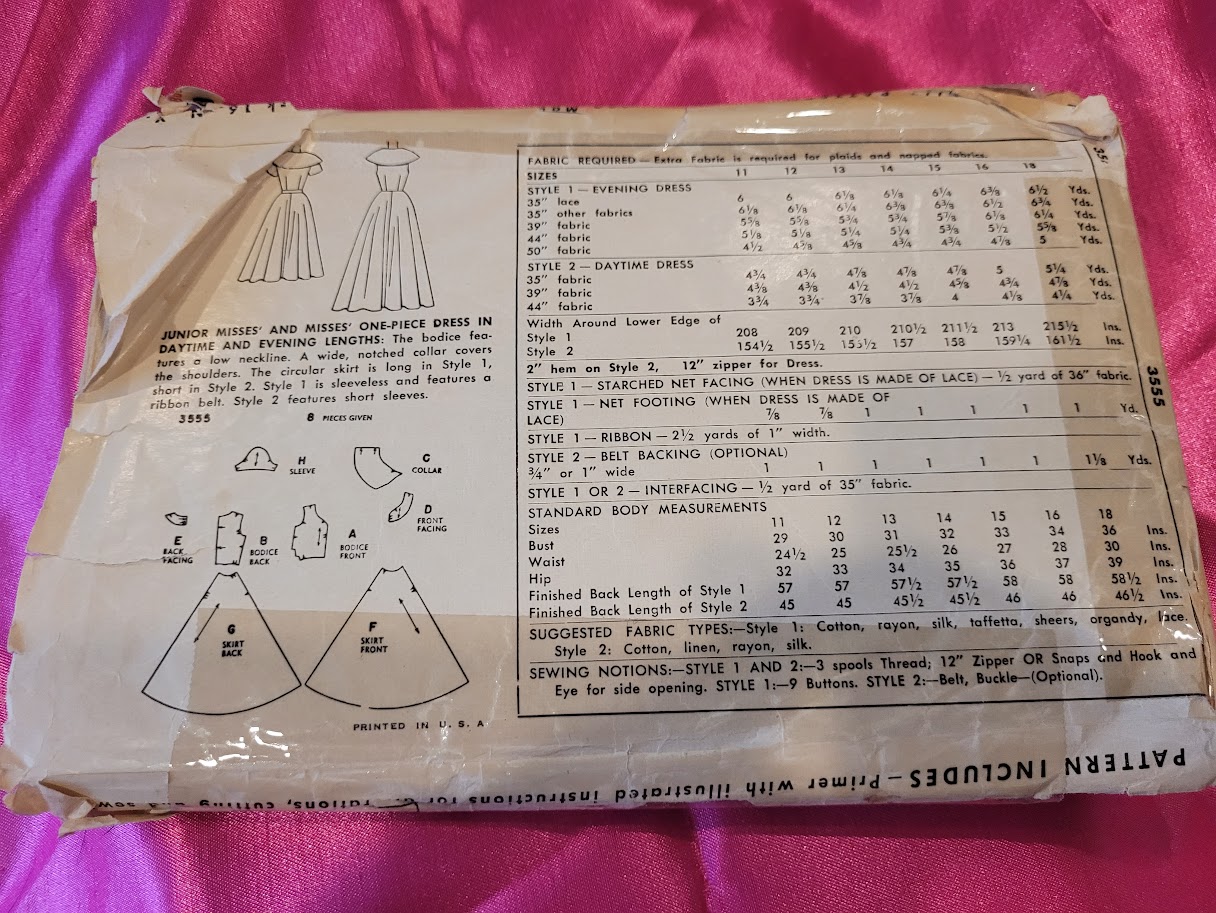 JUNIOR MISSES' AND MISSES' ONE-PIECE DRESS IN
DAYTIME AND EVENING LENGTHS: The bodice fea-
tures a low neckline. A wide, notched collar covers
the shoulders. The circular skirt is long in Style 1,
short in Style 2. Style 1 is sleeveless and features a
ribbon belt. Style 2 features short sleeves.
3555 8 PIECES GIVEN
H
SLEEVE
C
COLLAR
E
BACK
FACING
B
BODICE
BACK
A
BODICE
FRONT
D
FRONT
FACING
G
SKIRT
BACK
F
SKIRT
FRONT
PRINTED IN U. S. A
FABRIC REQUIRED — Extra Fabric is required for plaids and napped fabrics.
SIZES 11 12 13 14 15 16 18
STYLE 1 — EVENING DRESS
35" lace 6 6 6⅛ 6⅛ 6¼ 6⅜ 6½ Yds.
35" other fabrics 6⅛ 6⅛ 6¼ 6⅜ 6⅜ 6½ 6¾ Yds.
39" fabric 5⅝ 5⅝ 5¾ 5¾ 5⅞ 6⅛ 6¼ Yds.
44" fabric 5⅛ 5⅛ 5¼ 5¼ 5⅜ 5½ 5⅝ Yds.
50" fabric 4½ 4⅝ 4⅝ 4¾ 4¾ 4⅞ 5 Yds.
STYLE 2 — DAYTIME DRESS
35" fabric 4¾ 4¾ 4⅞ 4⅞ 4⅞ 5 5¼ Yds.
39" fabric 4⅜ 4⅜ 4½ 4½ 4⅝ 4¾ 4⅞ Yds.
44" fabric 3¾ 3¾ 3⅞ 3⅞ 4 4⅛ 4¼ Yds.
Width Around Lower Edge of
Style 1 208 209 210 210½ 211½ 213 215½ Ins.
Style 2 154½ 155½ 155½ 157 158 159¼ 161½ Ins.
2" hem on Style 2, 12" zipper for Dress.
STYLE 1 — STARCHED NET FACING (WHEN DRESS IS MADE OF LACE) — ½ yard of 36" fabric.
STYLE 1 — NET FOOTING (WHEN DRESS IS MADE OF
LACE) ⅞ ⅞ 1 1 1 1 1 Yd.
STYLE 1 — RIBBON — 2½ yards of 1" width.
STYLE 2 — BELT BACKING (OPTIONAL)
¾" or 1" wide 1 1 1 1 1 1 1⅛ Yds.
STYLE 1 OR 2 — INTERFACING — ½ yard of 35" fabric.
STANDARD BODY MEASUREMENTS
Sizes 11 12 13 14 15 16 18
Bust 29 30 31 32 33 34 36 Ins.
Waist 24½ 25 25½ 26 27 28 30 Ins.
Hip 32 33 34 35 36 37 39 Ins.
Finished Back Length of Style 1 57 57 57½ 57½ 58 58 58½ Ins.
Finished Back Length of Style 2 45 45 45½ 45½ 46 46 46½ Ins.
SUGGESTED FABRIC TYPES:—Style 1: Cotton, rayon, silk, taffetta, sheers, organdy, lace.
Style 2: Cotton, linen, rayon, silk.
SEWING NOTIONS:—STYLE 1 AND 2:—3 spools Thread; 12" Zipper OR Snaps and Hook and
Eye for side opening. STYLE 1:—9 Buttons. STYLE 2:—Belt, Buckle—(Optional).
3555
PATTERN INCLUDES — Primer with illustrated instructions for